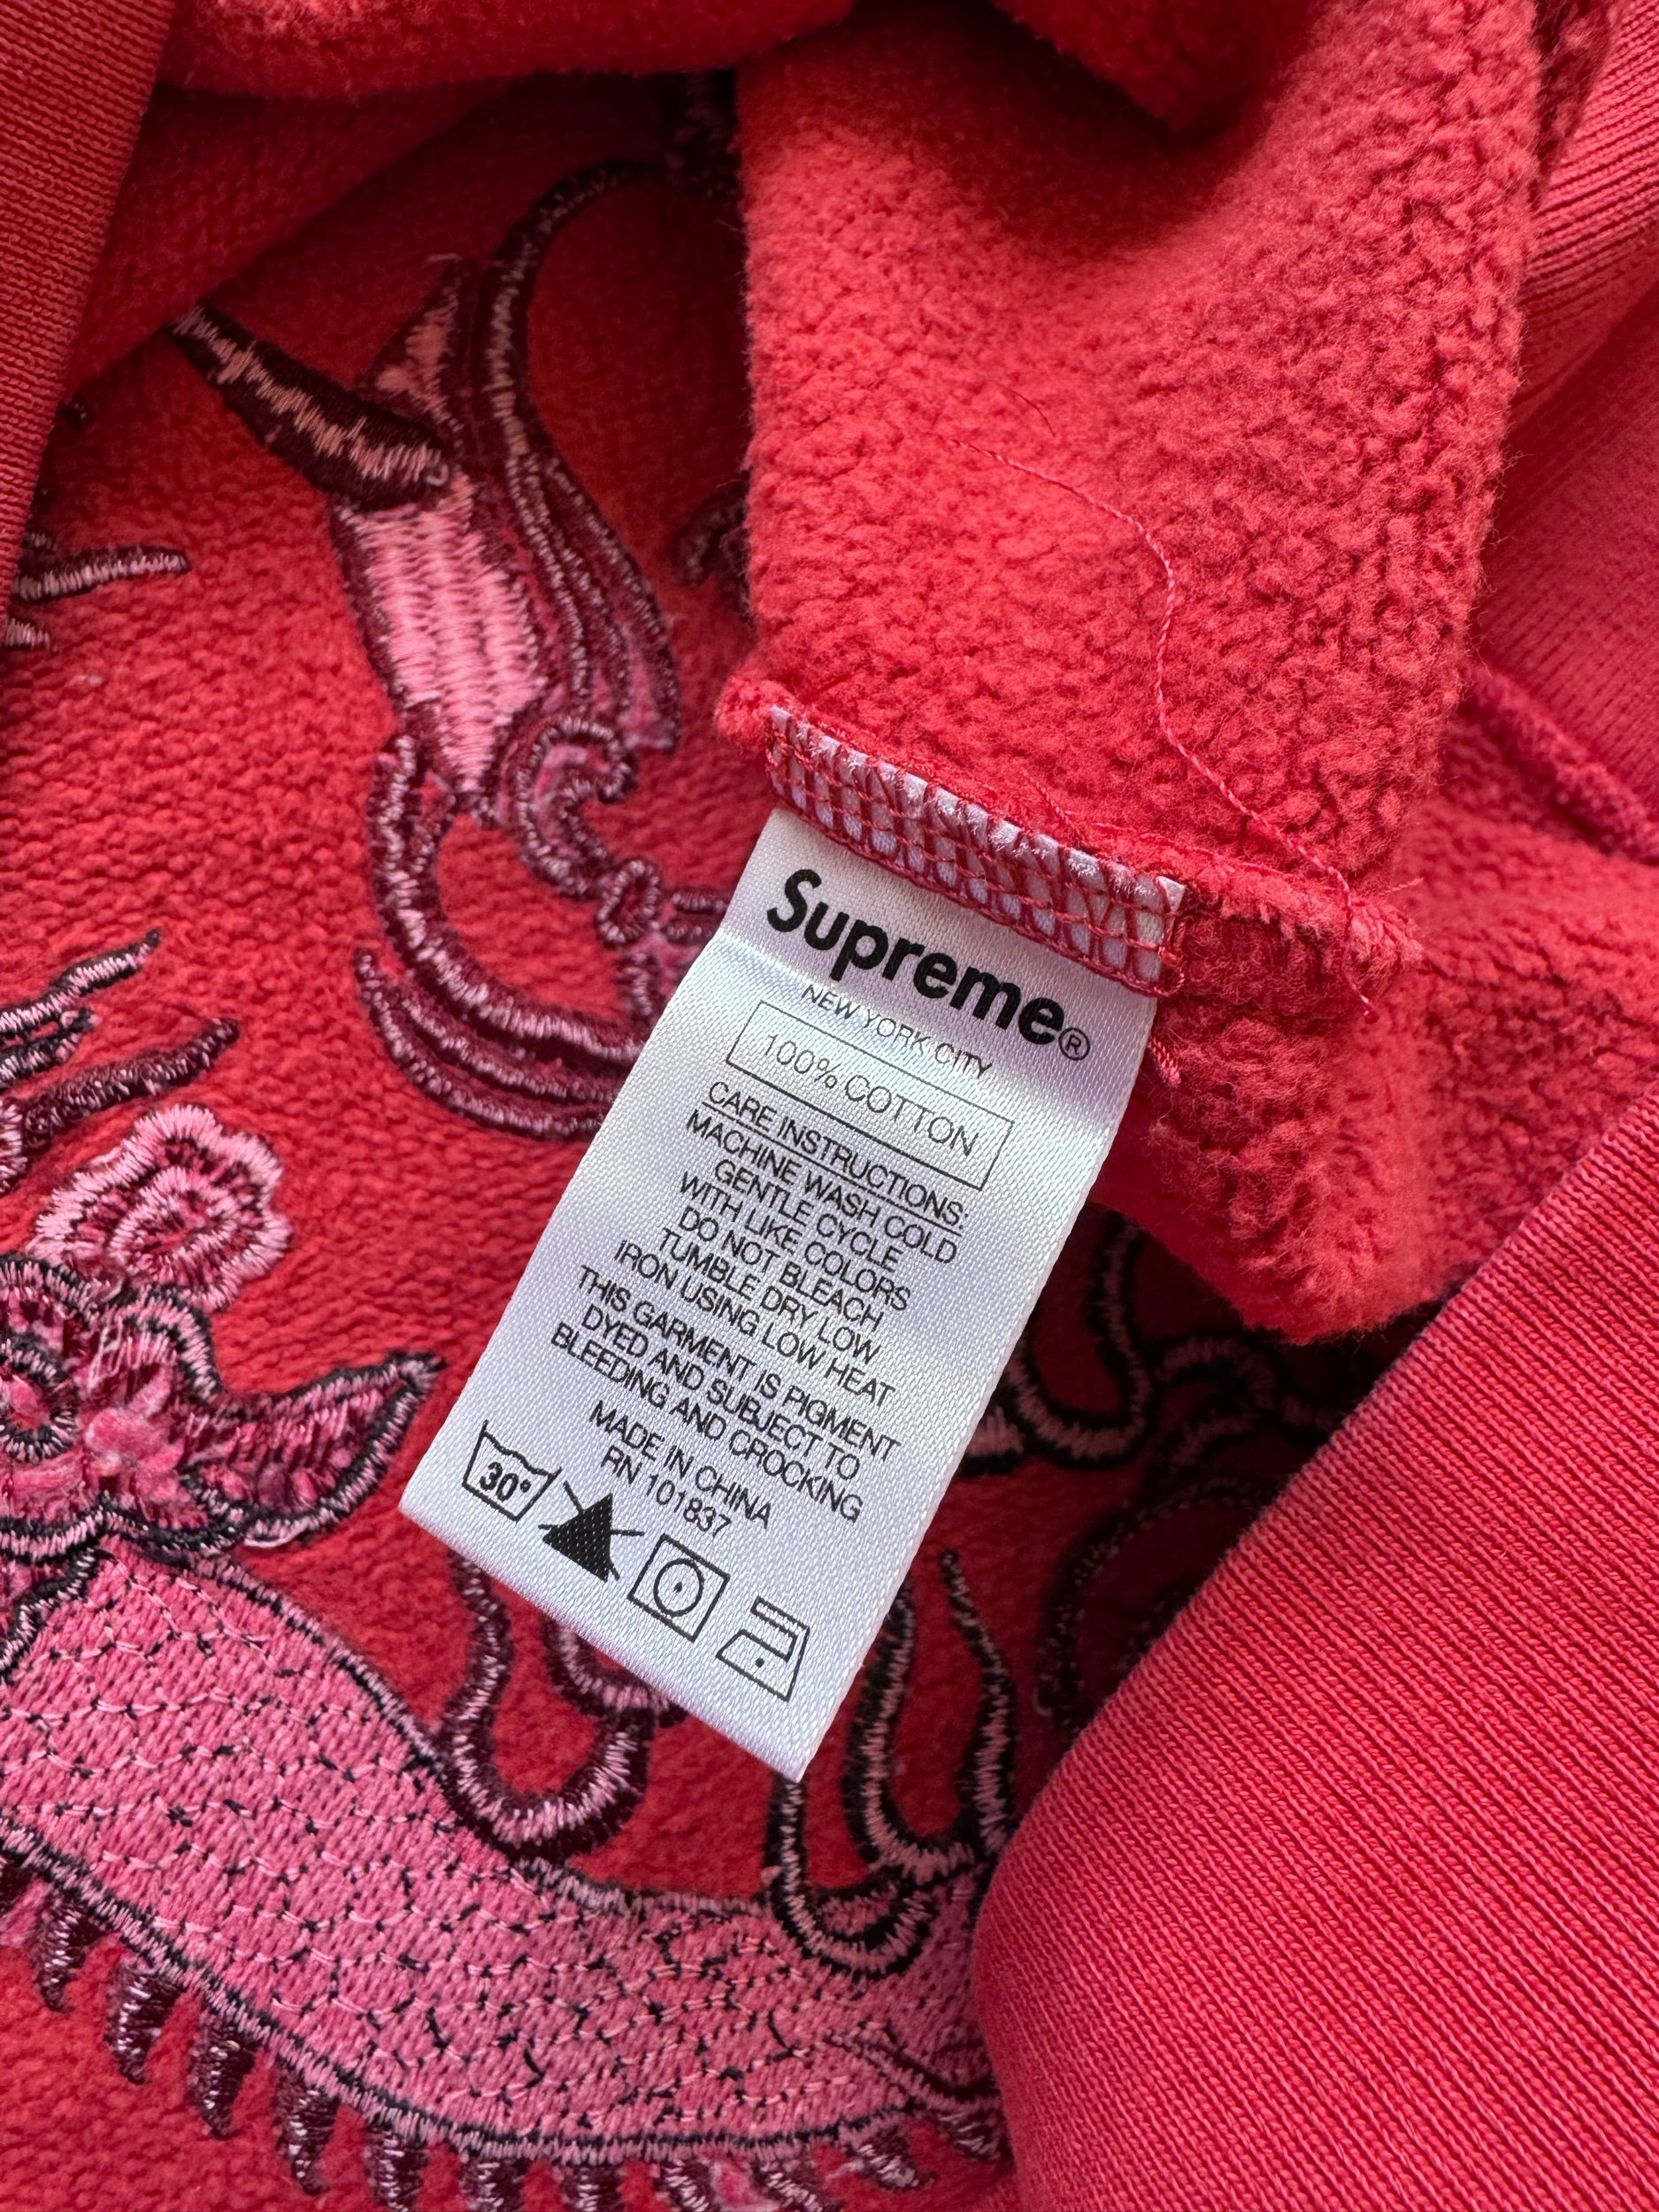 Supreme®
NEW YORK CITY
100% COTTON
CARE INSTRUCTIONS:
MACHINE WASH COLD
GENTLE CYCLE
WITH LIKE COLORS
DO NOT BLEACH
TUMBLE DRY LOW
IRON USING LOW HEAT
THIS GARMENT IS PIGMENT
DYED AND SUBJECT TO
BLEEDING AND CROCKING
MADE IN CHINA
RN 101837
30°